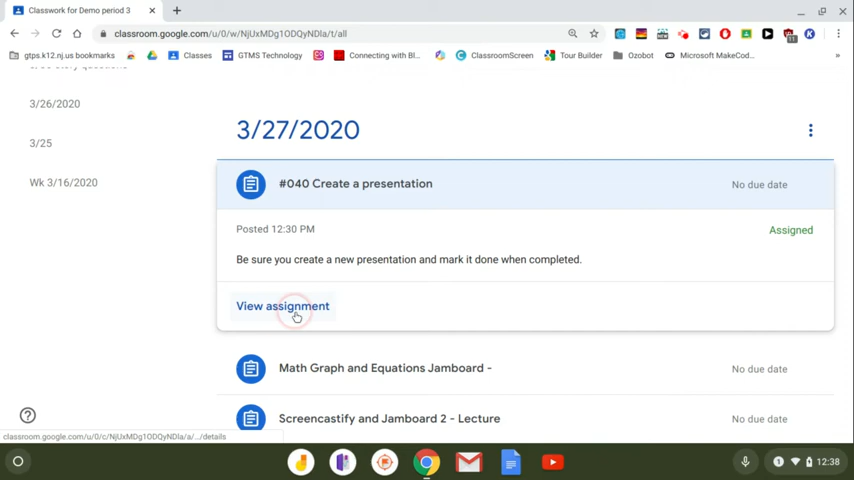 Classwork for Demo period 3
classroom.google.com/u/0/w/NjUxMDg1ODQyNDla/t/all
gtps.k12.nj.us bookmarks
Classes
GTMS Technology
Connecting with Bl...
ClassroomScreen
Tour Builder
Ozobot
Microsoft MakeCod...
»
11
K
3/26/2020
3/25
Wk 3/16/2020
3/27/2020
#040 Create a presentation
No due date
Posted 12:30 PM
Assigned
Be sure you create a new presentation and mark it done when completed.
View assignment
Math Graph and Equations Jamboard -
No due date
Screencastify and Jamboard 2 - Lecture
No due date
classroom.google.com/u/0/c/NjUxMDg1ODQyNDla/a/.../details
1
12:38